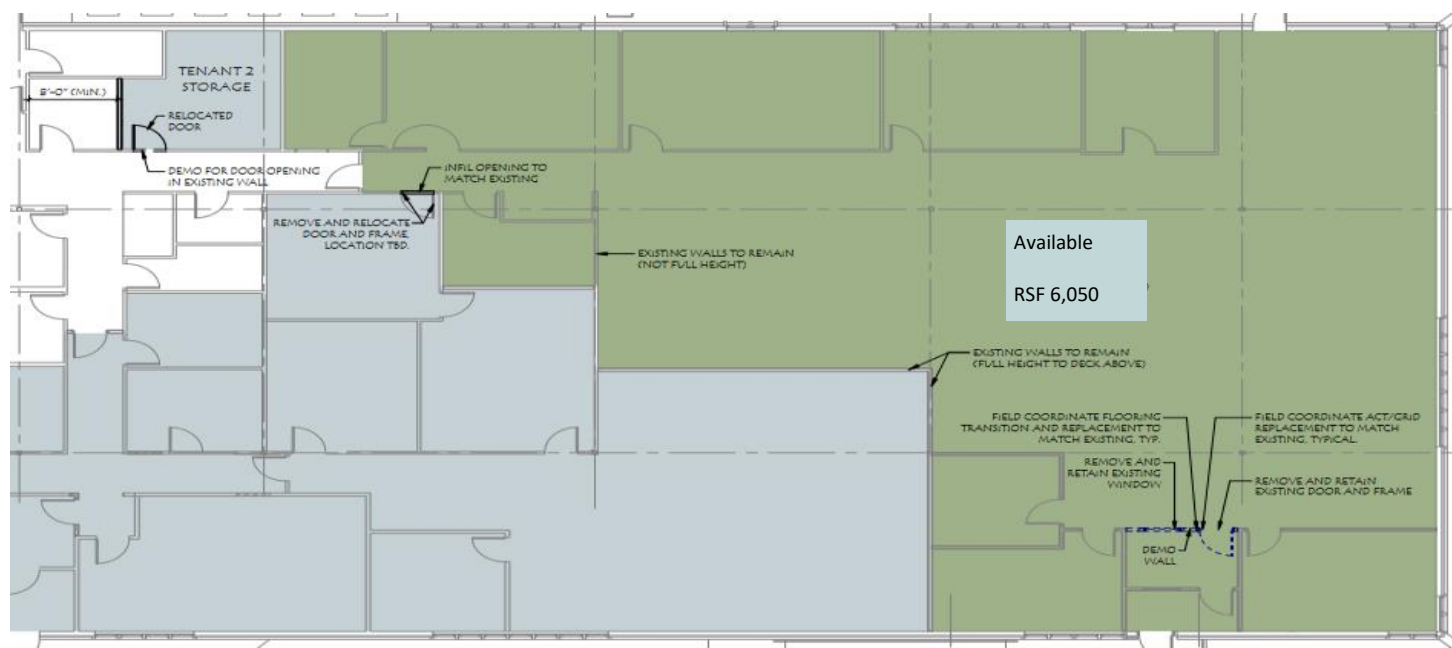 TENANT 2
STORAGE
8'-0" (MIN.)
RELOCATED
DOOR
DEMO FOR DOOR OPENING
IN EXISTING WALL
INFIL OPENING TO
MATCH EXISTING
REMOVE AND RELOCATE
DOOR AND FRAME,
LOCATION TBD.
EXISTING WALLS TO REMAIN
(NOT FULL HEIGHT)
Available
RSF 6,050
EXISTING WALLS TO REMAIN
(FULL HEIGHT TO DECK ABOVE)
FIELD COORDINATE FLOORING
TRANSITION AND REPLACEMENT TO
MATCH EXISTING, TYP.
FIELD COORDINATE ACT/GRID
REPLACEMENT TO MATCH
EXISTING, TYPICAL.
REMOVE AND
RETAIN EXISTING
WINDOW
REMOVE AND RETAIN
EXISTING DOOR AND FRAME
DEMO
WALL